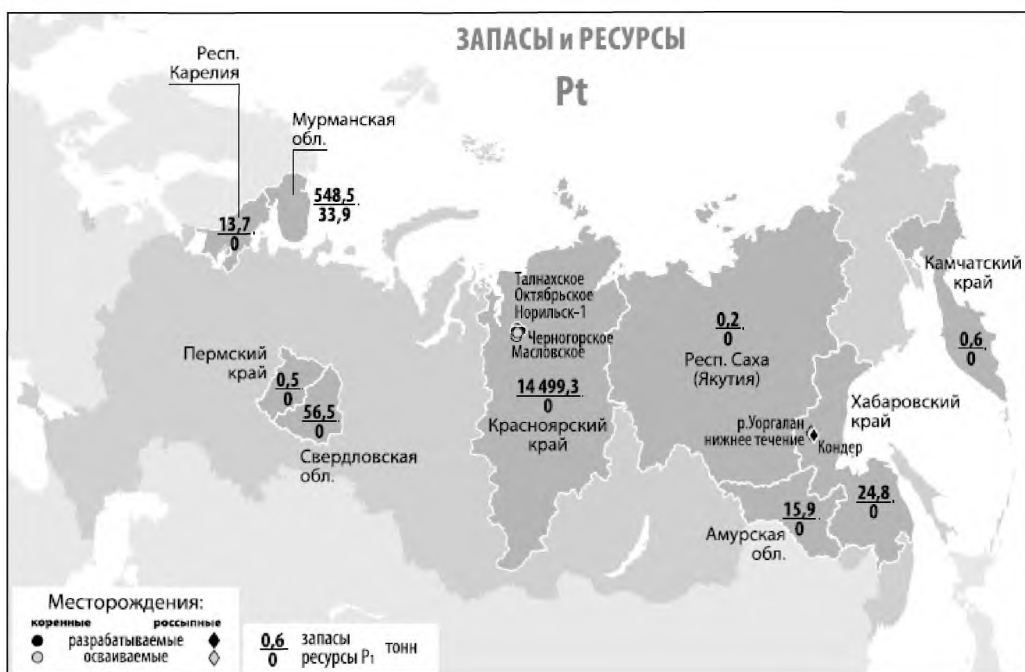 ЗАПАСЫ и РЕСУРСЫ
Pt
Респ.
Карелия
Мурманская
обл.
548,5
33,9
13,7
0
Талнахское
Октябрьское
Норильск-1
Черногорское
Масловское
14 499,3
0
Красноярский
край
0,2
0
Респ. Саха
(Якутия)
Камчатский
край
0,6
0
Пермский
край
0,5
0
56,5
0
Свердловская
обл.
Хабаровский
край
р.Уоргалан
нижнее течение
Кондер
24,8
0
15,9
0
Амурская
обл.
Месторождения:
коренные россыпные
разрабатываемые
осваиваемые
0,6 запасы
0 ресурсы P1 тонн